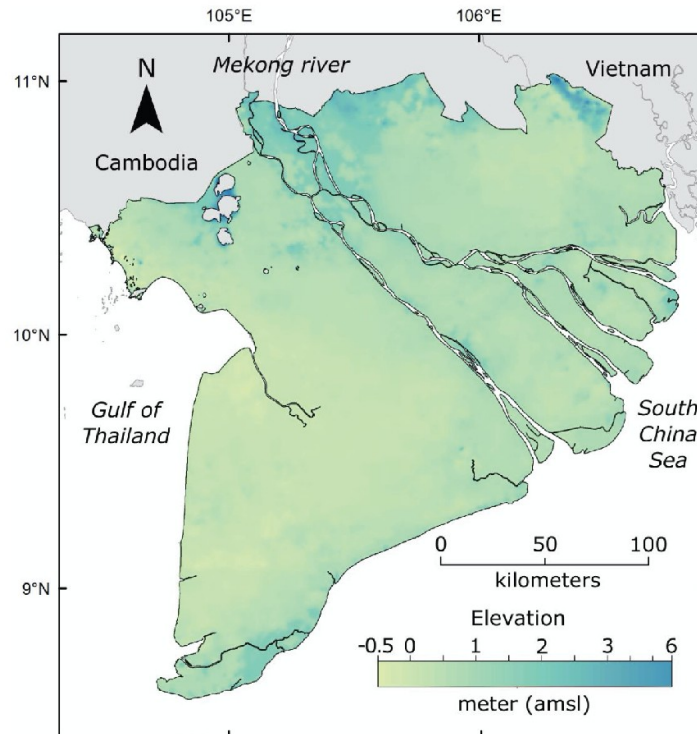 105°E 106°E
11°N
10°N
9°N
N
Mekong river
Vietnam
Cambodia
Gulf of
Thailand
South
China
Sea
0 50 100
kilometers
Elevation
-0.5 0 1 2 3 6
meter (amsl)